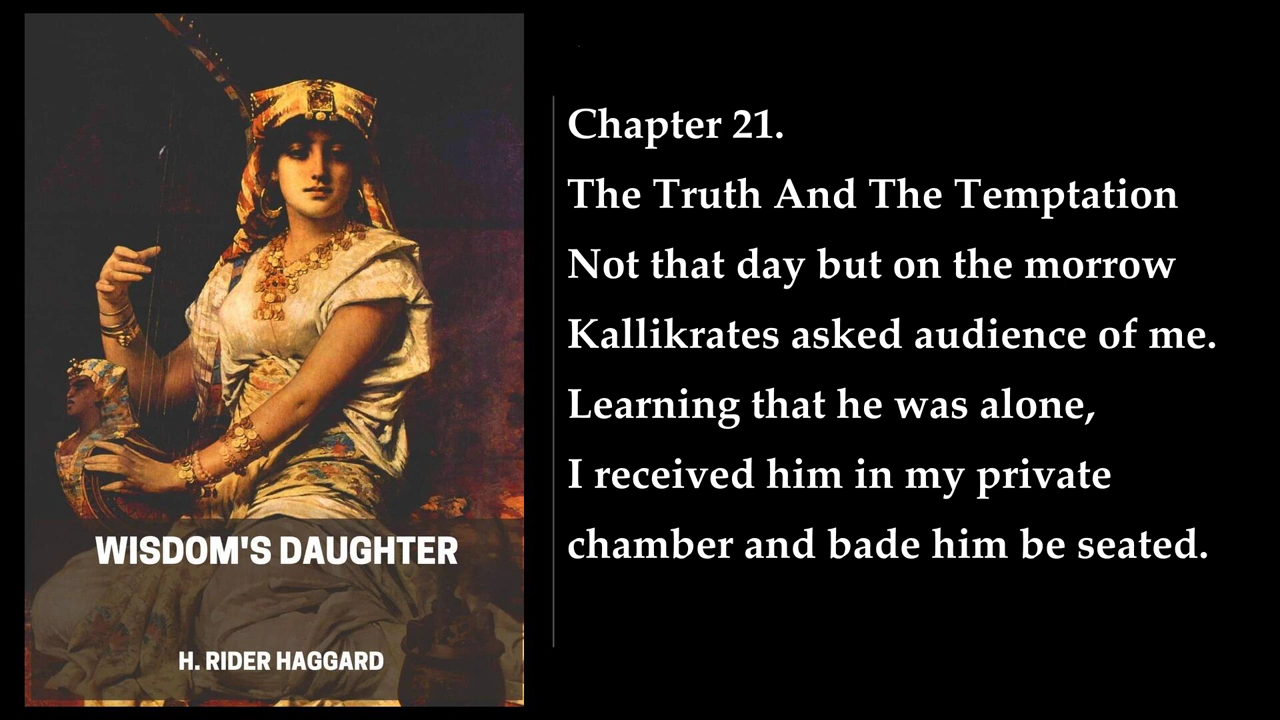 WISDOM'S DAUGHTER
H. RIDER HAGGARD
Chapter 21.
The Truth And The Temptation
Not that day but on the morrow
Kallikrates asked audience of me.
Learning that he was alone,
I received him in my private
chamber and bade him be seated.